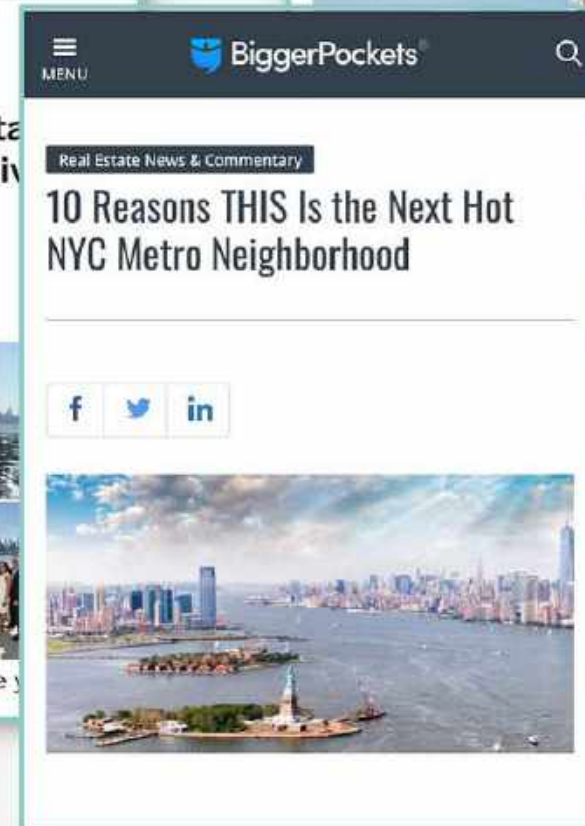 MENU
BiggerPockets®
Real Estate News & Commentary
10 Reasons THIS Is the Next Hot
NYC Metro Neighborhood
f
in